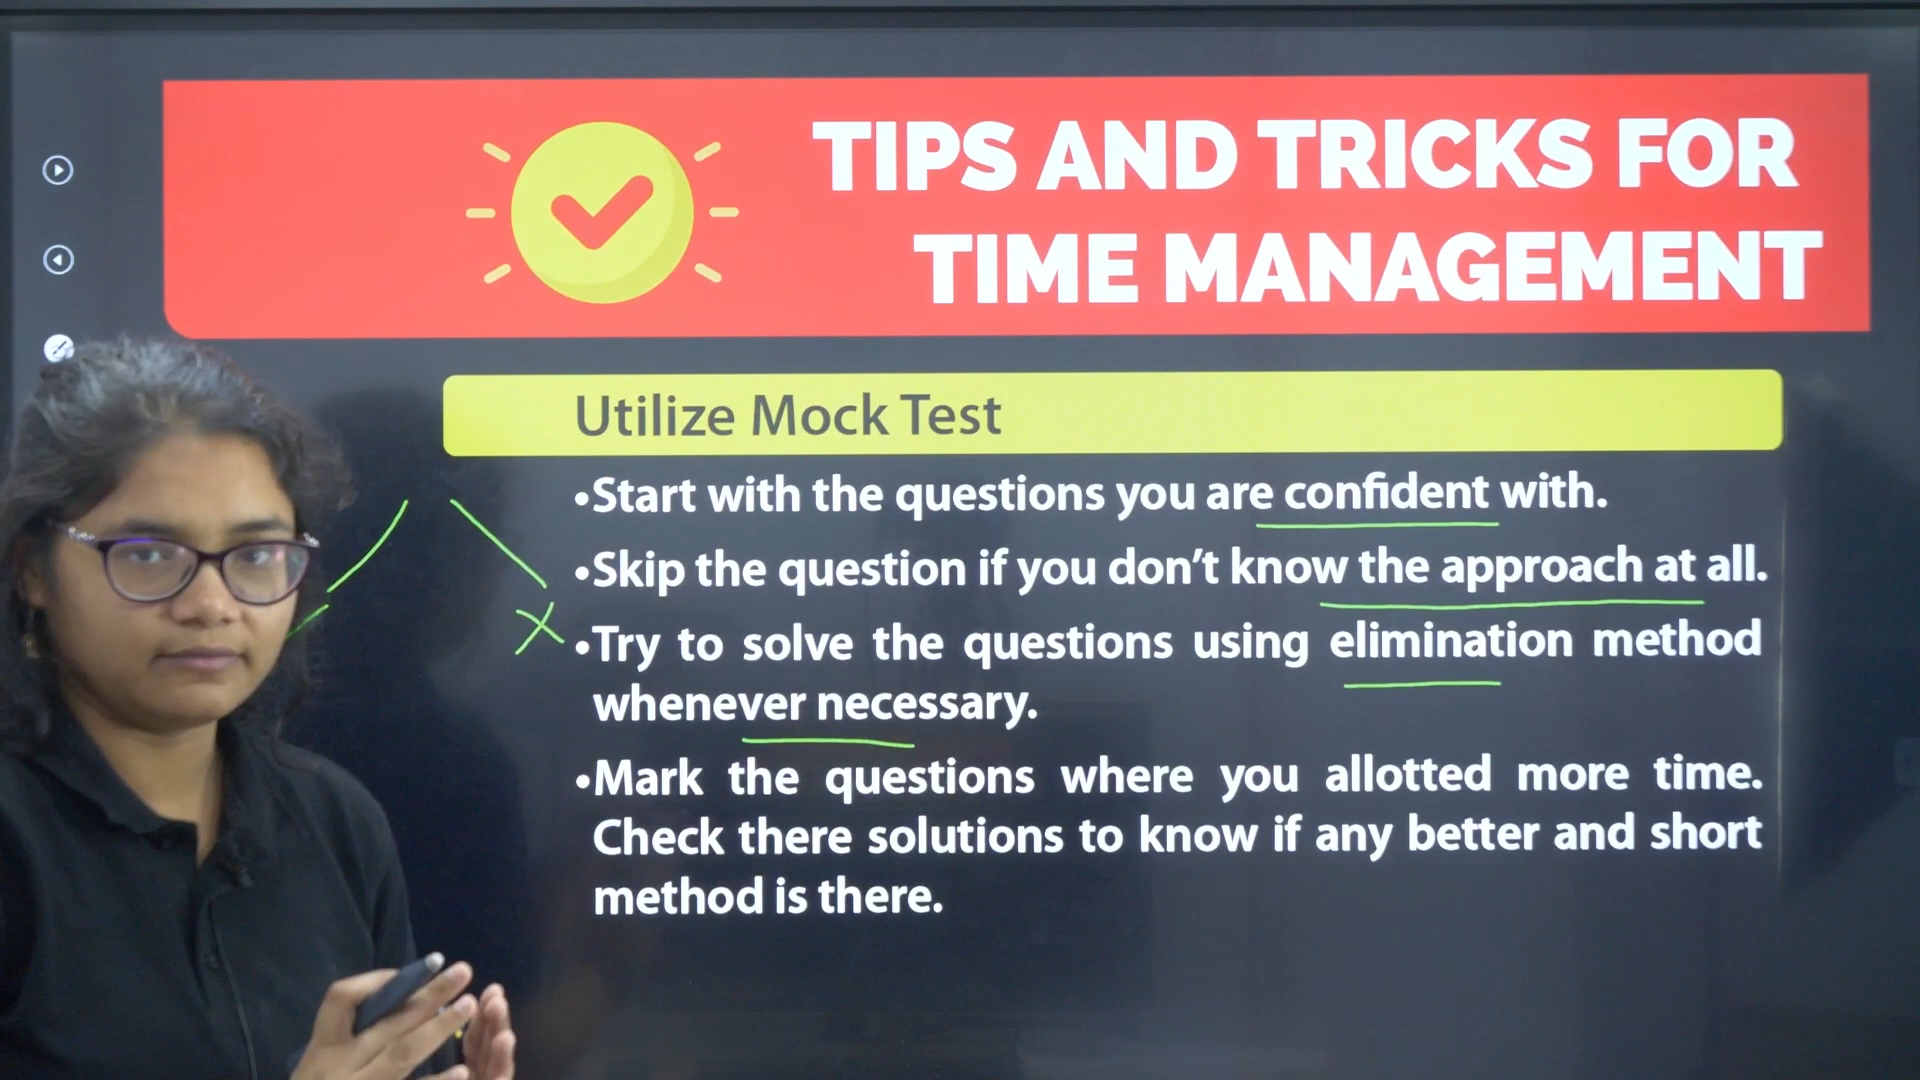 TIPS AND TRICKS FOR
TIME MANAGEMENT
Utilize Mock Test
•Start with the questions you are confident with.
•Skip the question if you don’t know the approach at all.
•Try to solve the questions using elimination method
whenever necessary.
•Mark the questions where you allotted more time.
Check there solutions to know if any better and short
method is there.